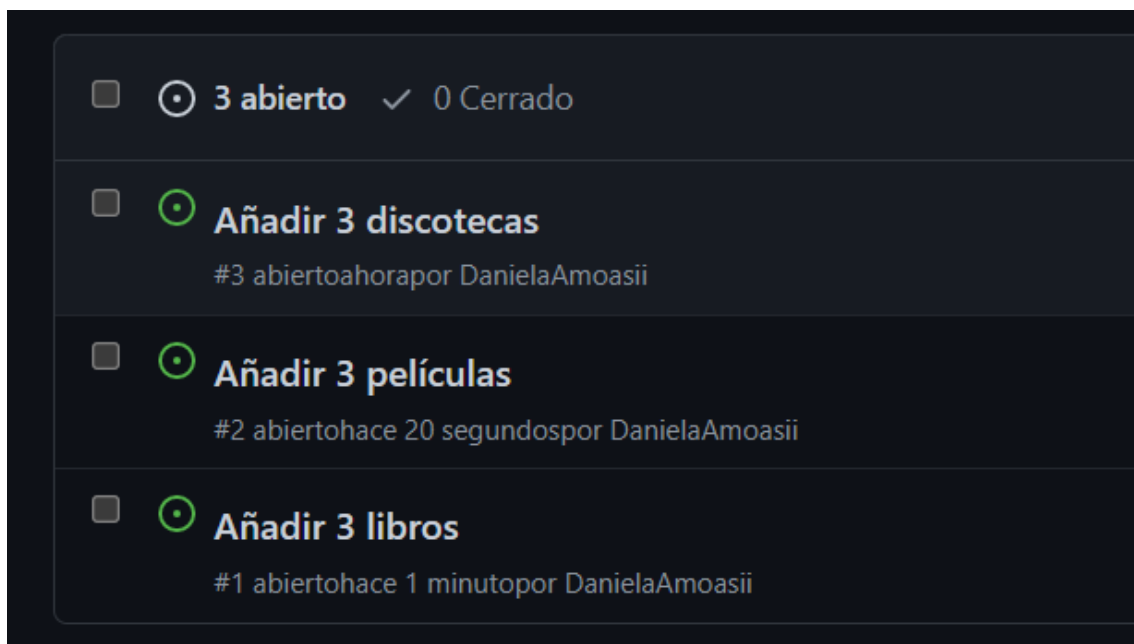 3 abierto 0 Cerrado
Añadir 3 discotecas
#3 abiertoahorapor DanielaAmoasii
Añadir 3 películas
#2 abiertohace 20 segundospor DanielaAmoasii
Añadir 3 libros
#1 abiertohace 1 minutopor DanielaAmoasii